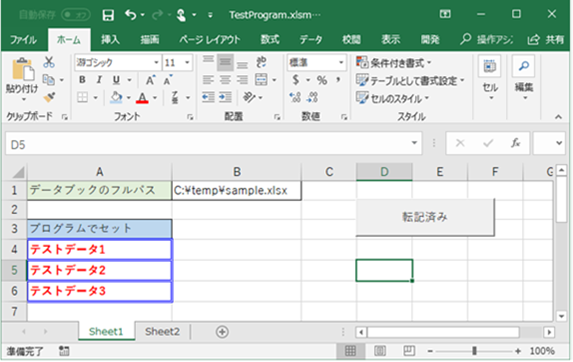 自動保存 オフ TestProgram.xlsm…
ファイル ホーム 挿入 描画 ページ レイアウト 数式 データ 校閲 表示 開発 操作アシ 共有
貼り付け 游ゴシック 11 標準 条件付き書式 セル 編集
B I U A A % テーブルとして書式設定
A 亜 セルのスタイル
クリップボード フォント 配置 数値 スタイル
D5 fx
A B C D E F G
1 データブックのフルパス C:¥temp¥sample.xlsx
2 転記済み
3 プログラムでセット
4 テストデータ1
5 テストデータ2
6 テストデータ3
7
Sheet1 Sheet2
準備完了 100%